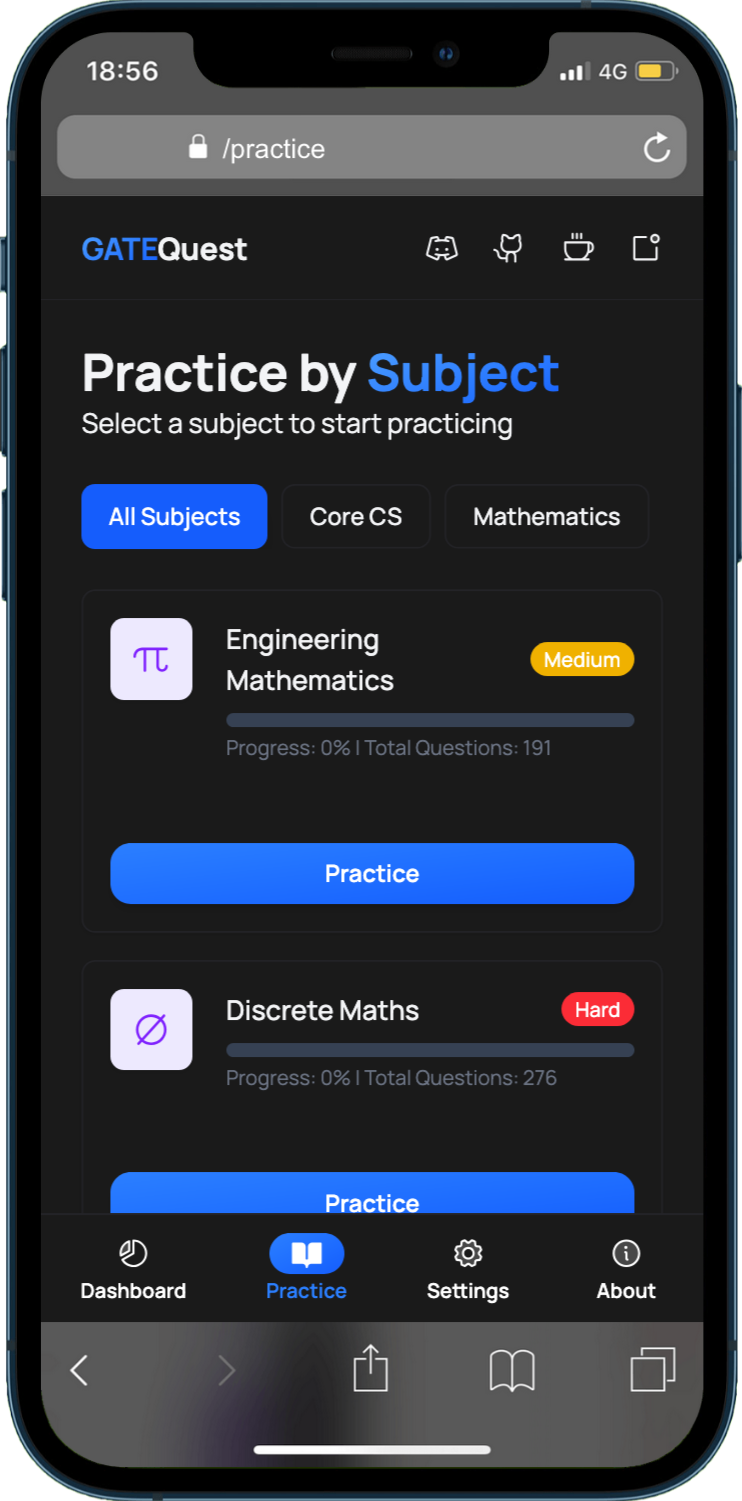 18:56 4G
/practice
GATEQuest
Practice by Subject
Select a subject to start practicing
All Subjects Core CS Mathematics
π Engineering
Mathematics
Medium
Progress: 0% | Total Questions: 191
Practice
∅ Discrete Maths Hard
Progress: 0% | Total Questions: 276
Practice
Dashboard Practice Settings About